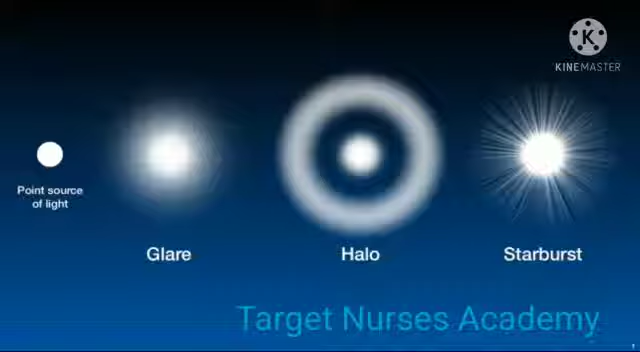 K
KINEMASTER
Point source
of light
Glare
Halo
Starburst
Target Nurses Academy